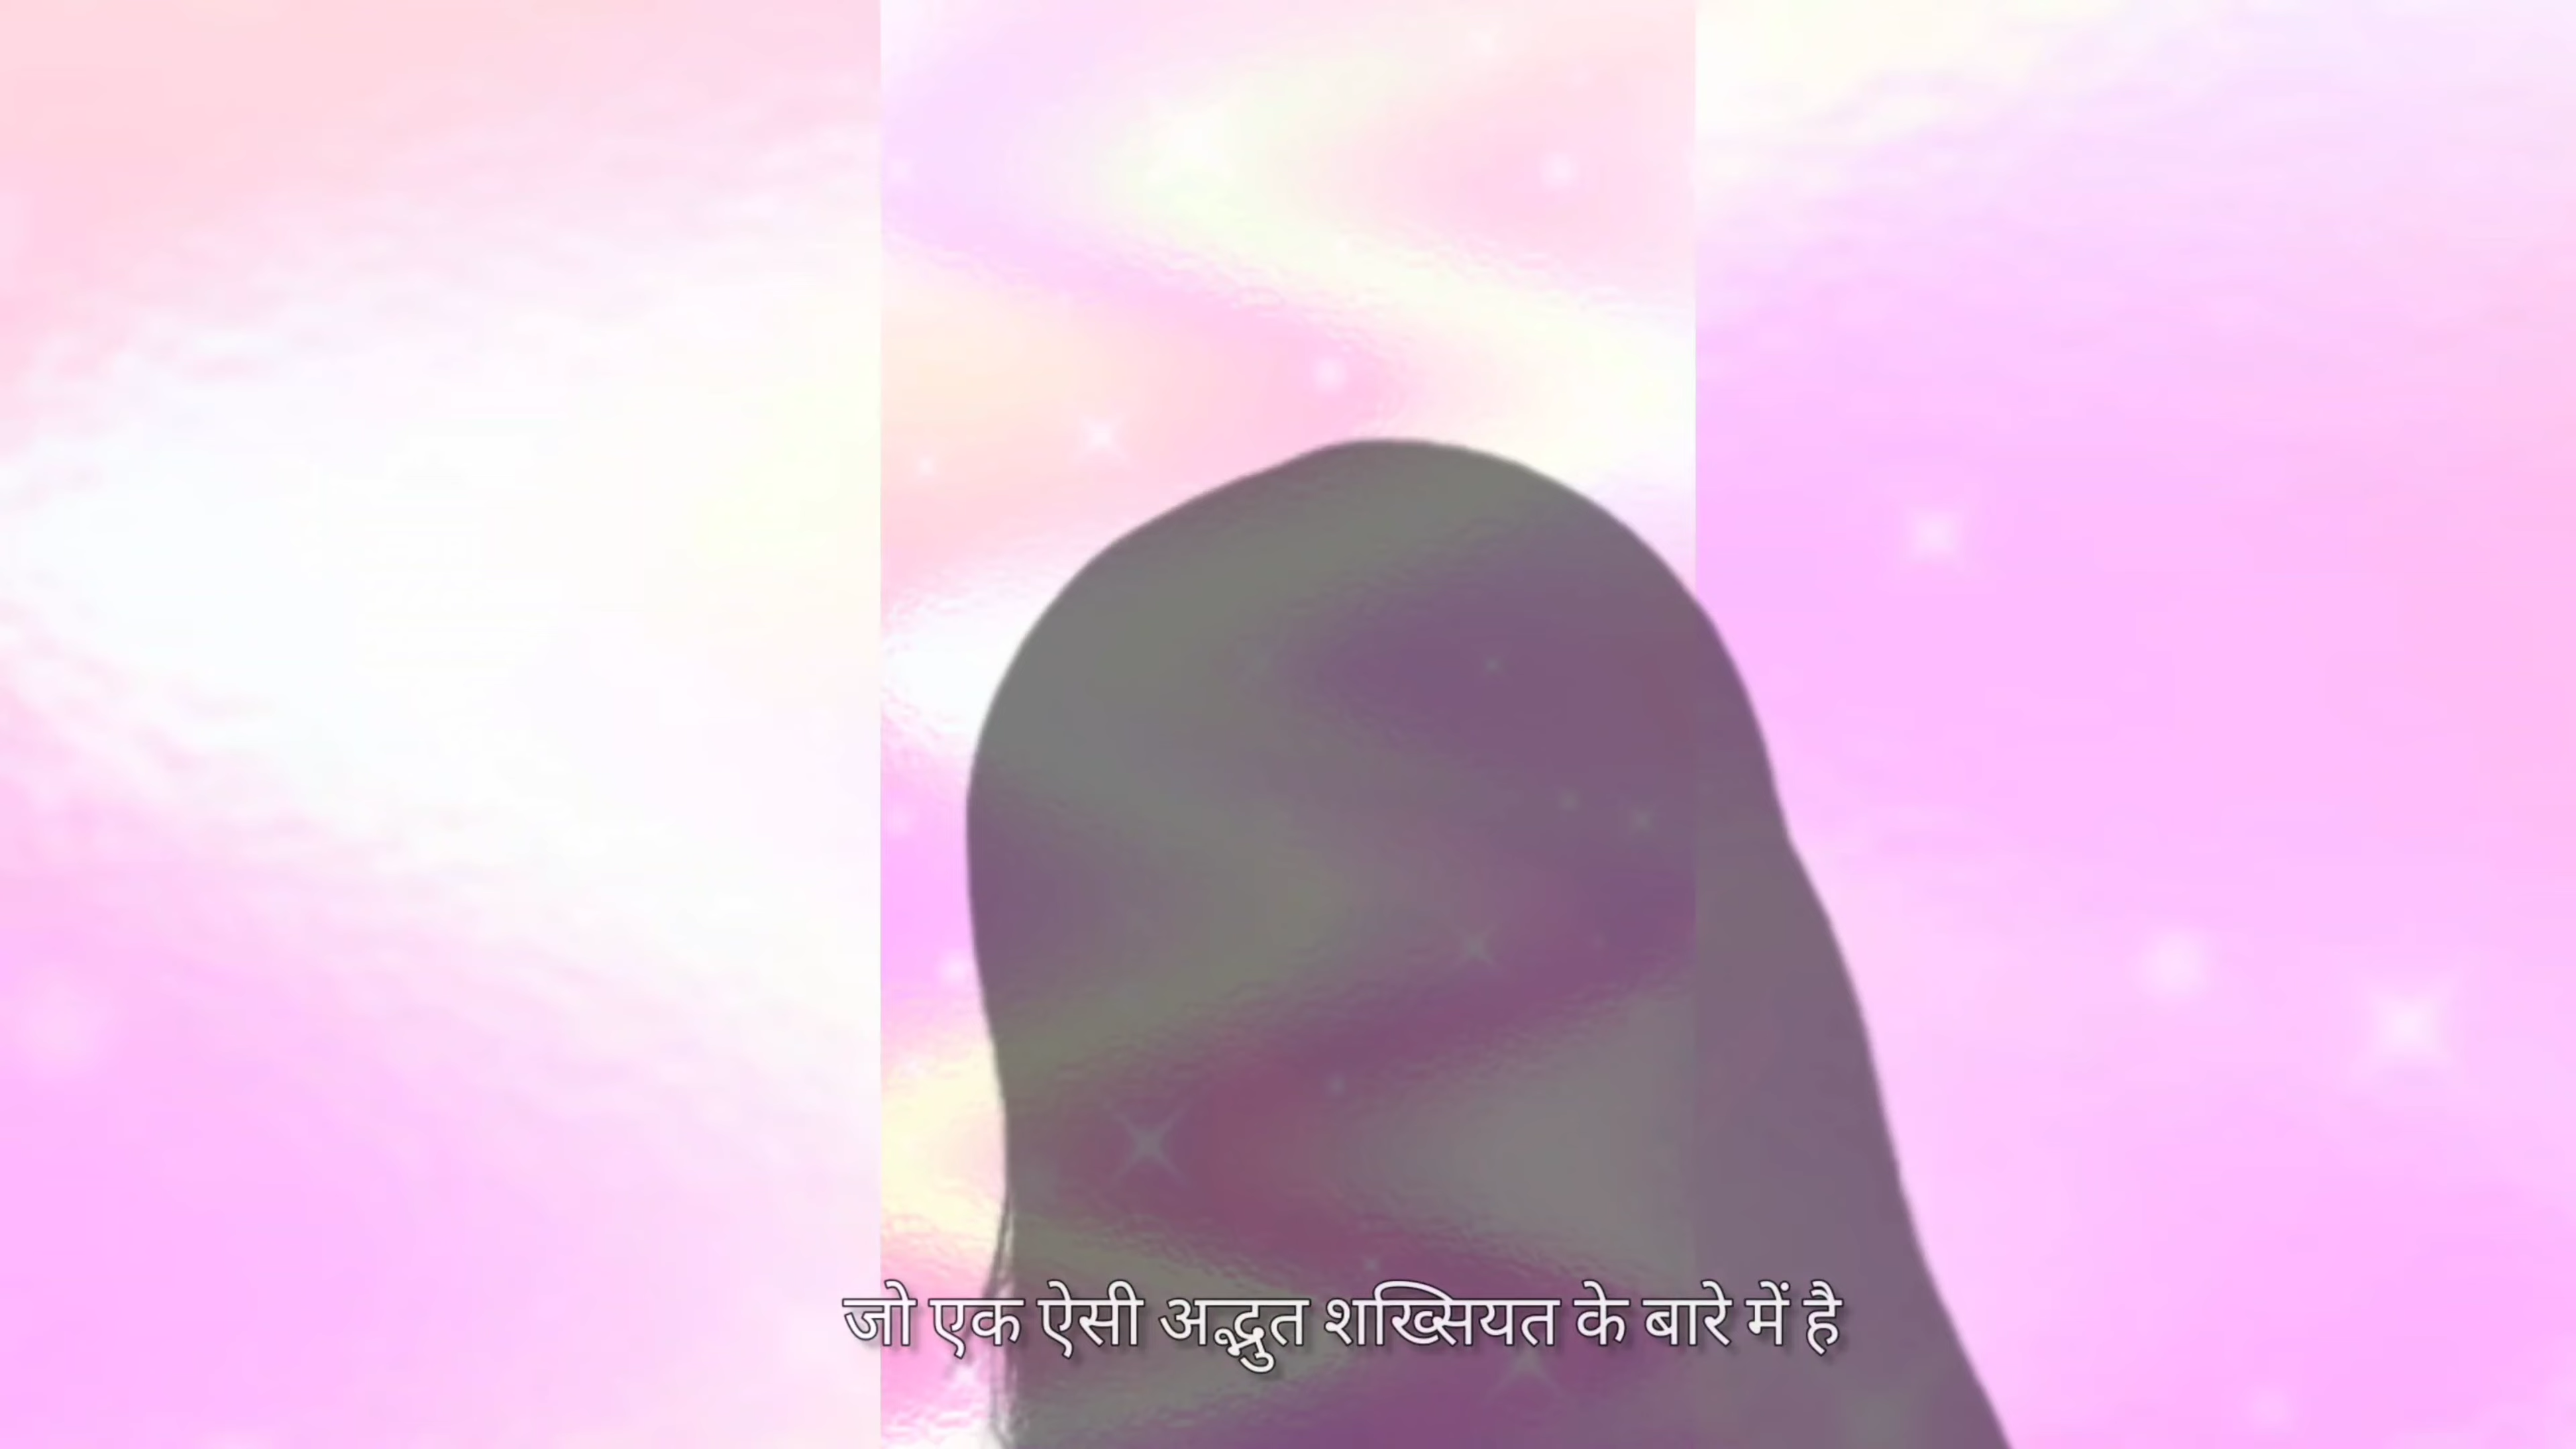 जो एक ऐसी अद्भुत शख्सियत के बारे में है